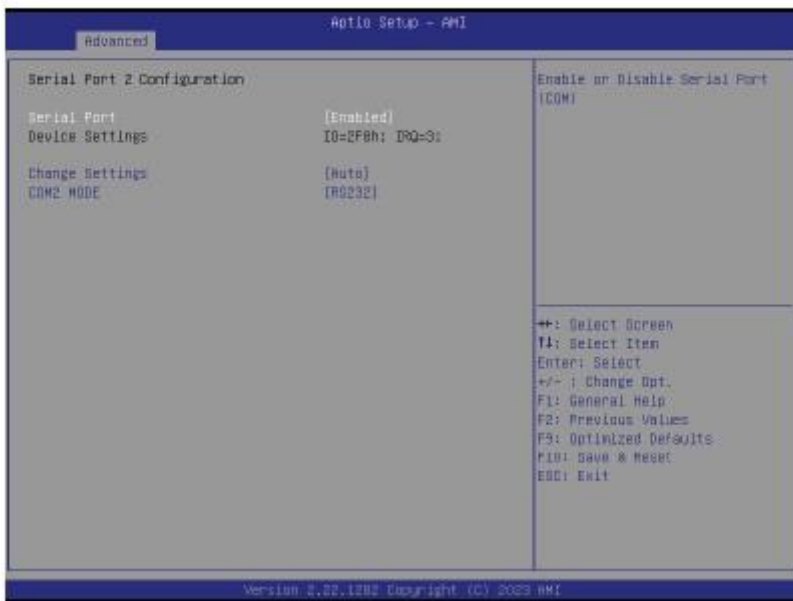 Aptio Setup - AMI
Advanced
Serial Port 2 Configuration
Serial Port [Enabled]
Device Settings IO=2F8h; IRQ=3;
Change Settings [Auto]
COM2 MODE [RS232]
Enable or Disable Serial Port
(COM)
→←: Select Screen
↑↓: Select Item
Enter: Select
+/- : Change Opt.
F1: General Help
F2: Previous Values
F9: Optimized Defaults
F10: Save & Reset
ESC: Exit
Version 2.22.1282 Copyright (C) 2023 AMI